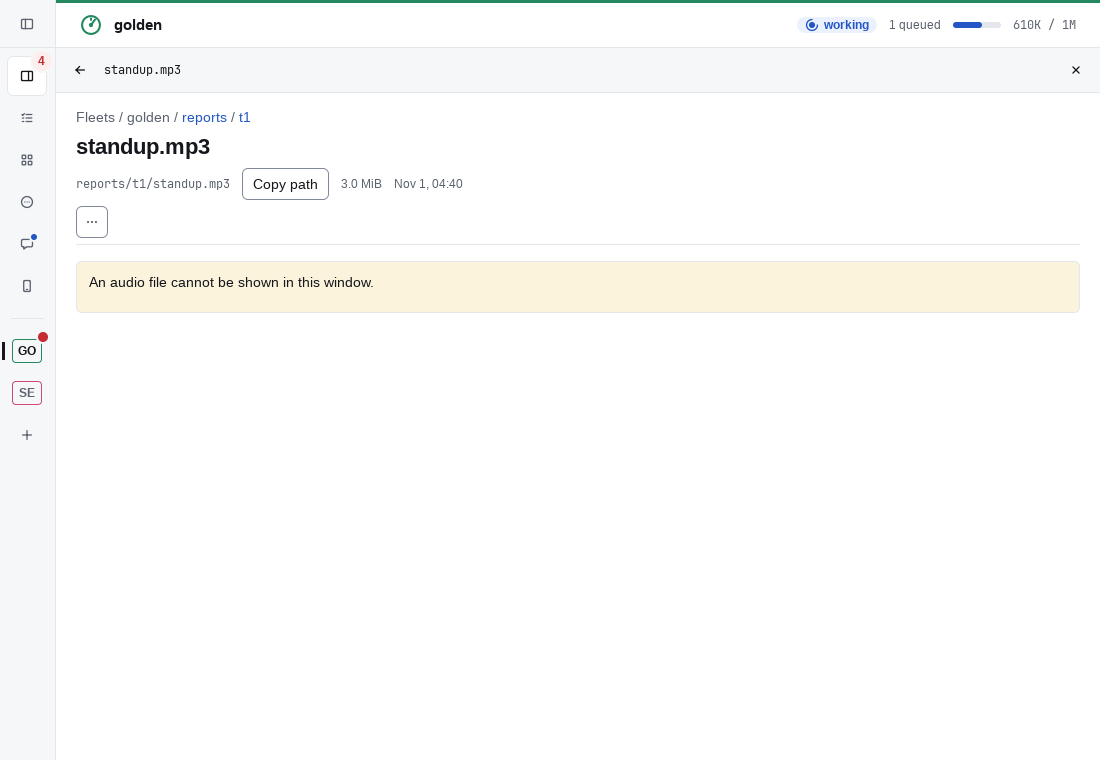 golden
working
1 queued
610K / 1M
4
standup.mp3
Fleets / golden / reports / t1
standup.mp3
reports/t1/standup.mp3
Copy path
3.0 MiB
Nov 1, 04:40
An audio file cannot be shown in this window.
GO
SE